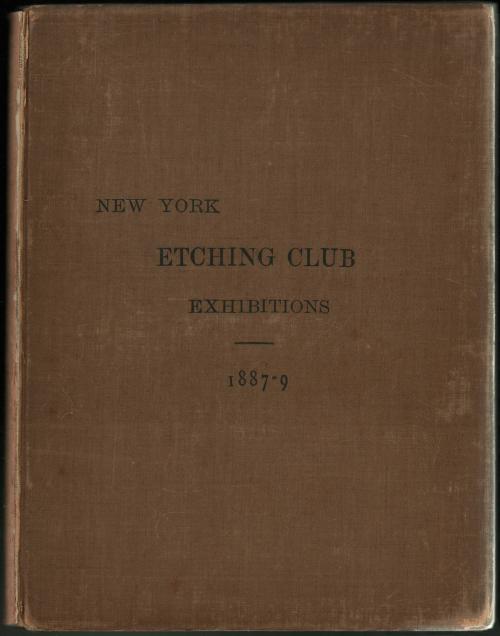 NEW YORK
ETCHING CLUB
EXHIBITIONS
1887-9